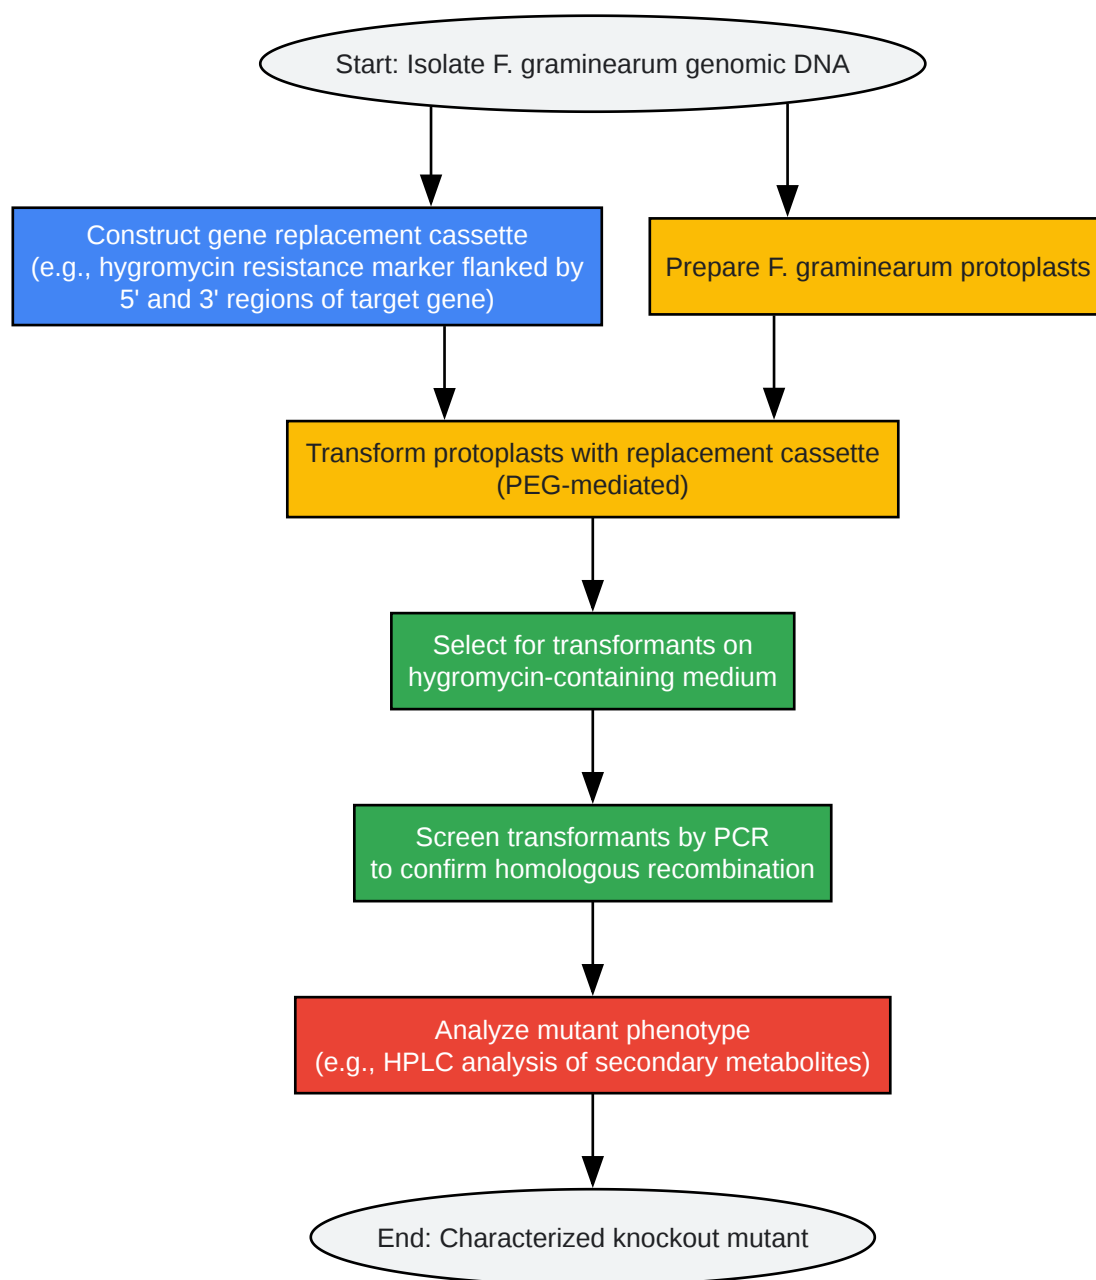 Start: Isolate F. graminearum genomic DNA
Construct gene replacement cassette
(e.g., hygromycin resistance marker flanked by
5' and 3' regions of target gene)
Prepare F. graminearum protoplasts
Transform protoplasts with replacement cassette
(PEG-mediated)
Select for transformants on
hygromycin-containing medium
Screen transformants by PCR
to confirm homologous recombination
Analyze mutant phenotype
(e.g., HPLC analysis of secondary metabolites)
End: Characterized knockout mutant